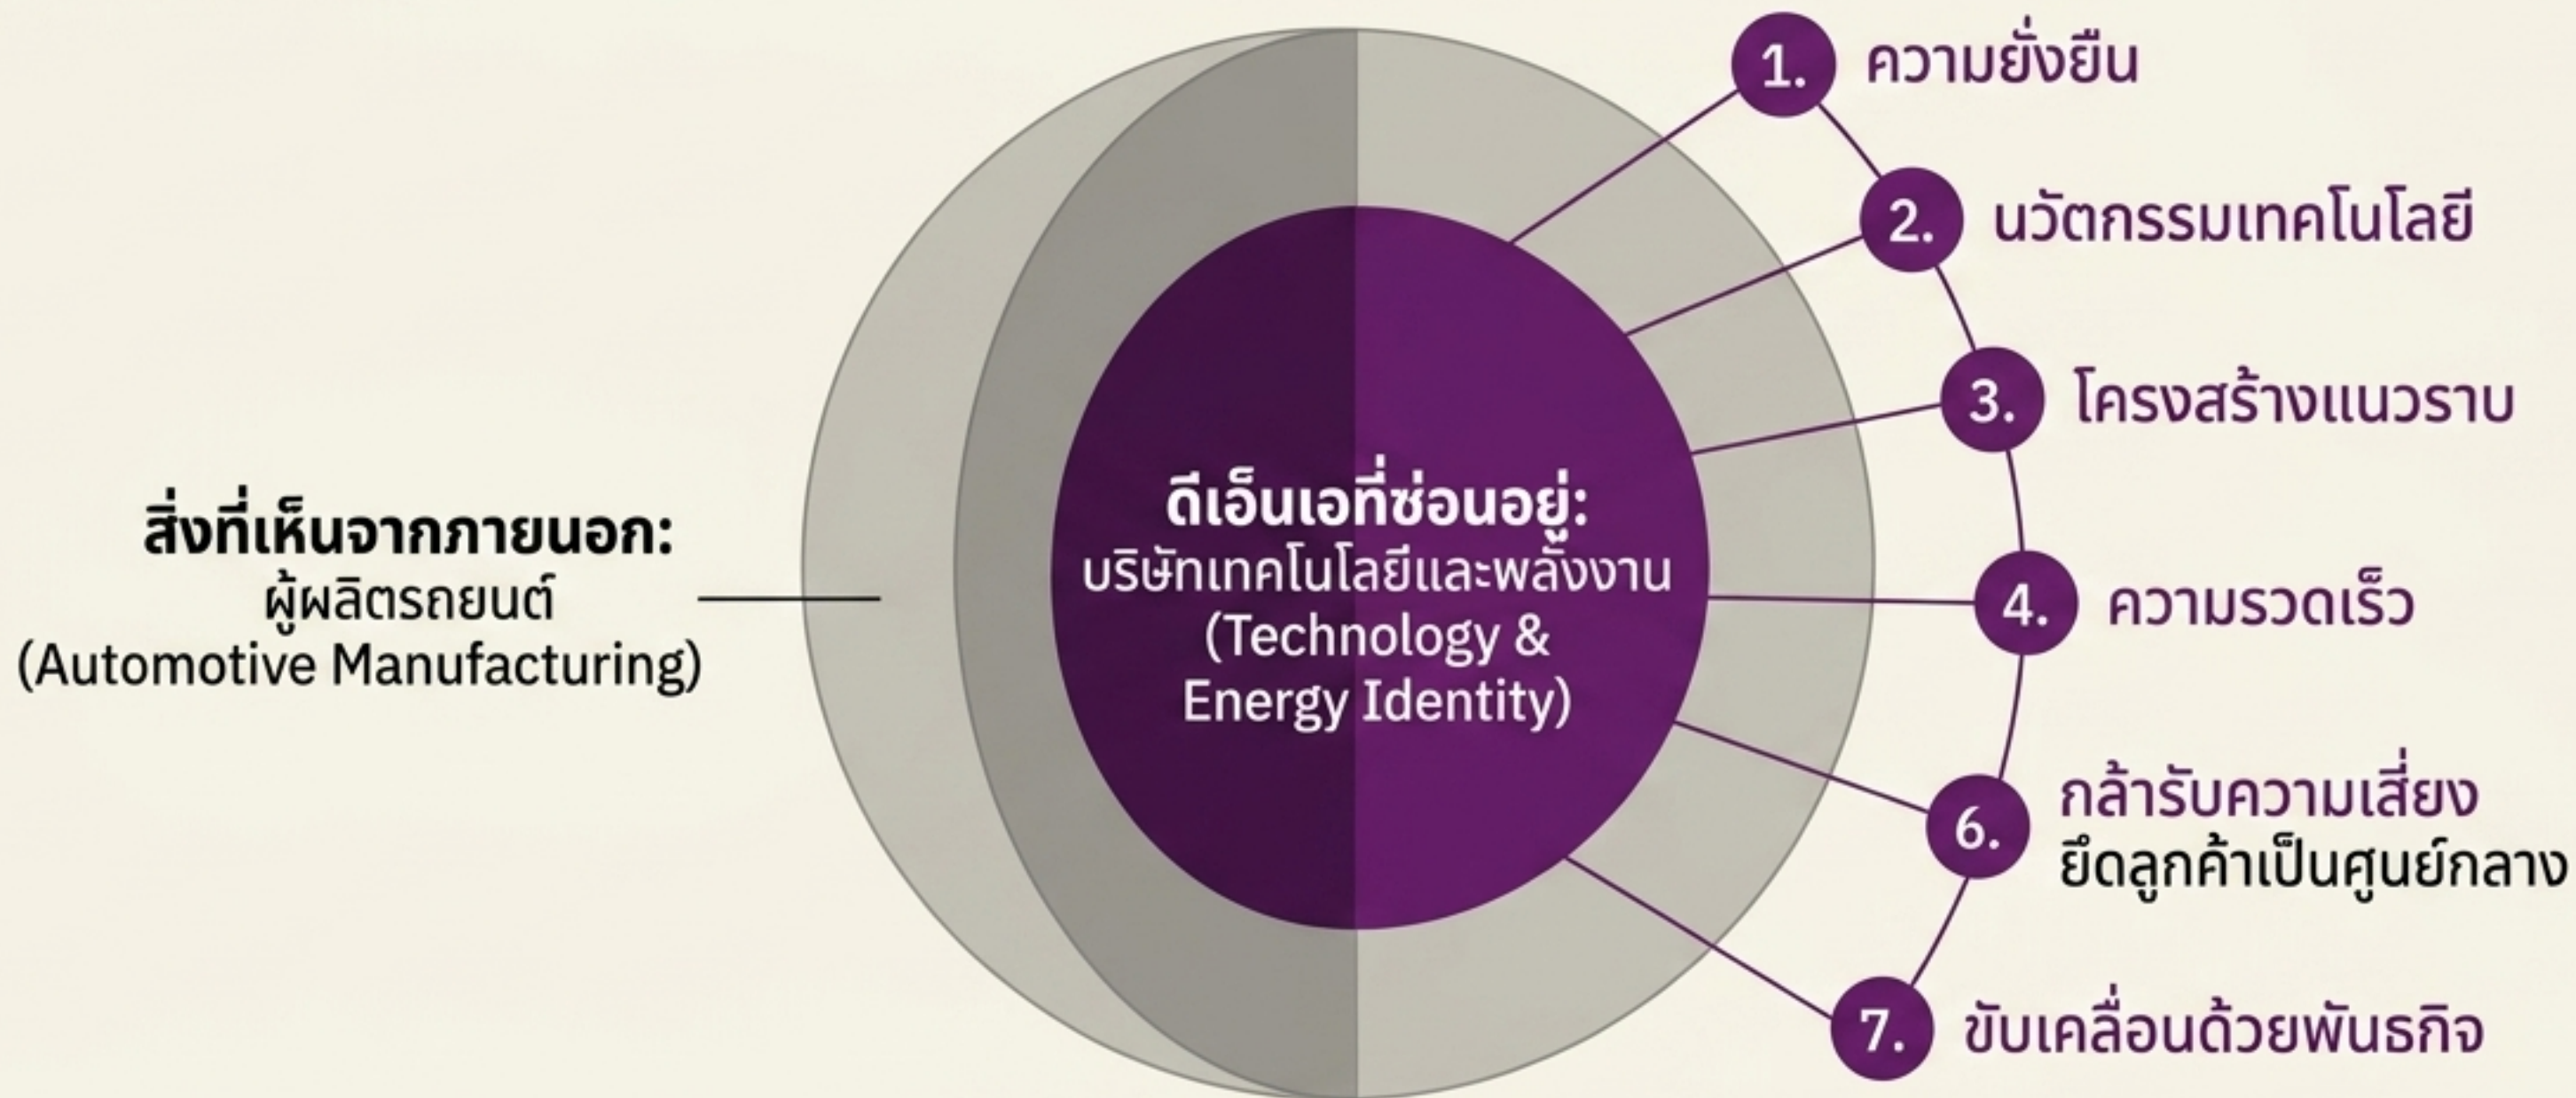 สิ่งที่เห็นจากภายนอก:
ผู้ผลิตรถยนต์
(Automotive Manufacturing)
ดีเอ็นเอที่ซ่อนอยู่:
บริษัทเทคโนโลยีและพลังงาน
(Technology &
Energy Identity)
1. ความยั่งยืน
2. นวัตกรรมเทคโนโลยี
3. โครงสร้างแนวราบ
4. ความรวดเร็ว
6. กล้ารับความเสี่ยง
ยึดลูกค้าเป็นศูนย์กลาง
7. ขับเคลื่อนด้วยพันธกิจ